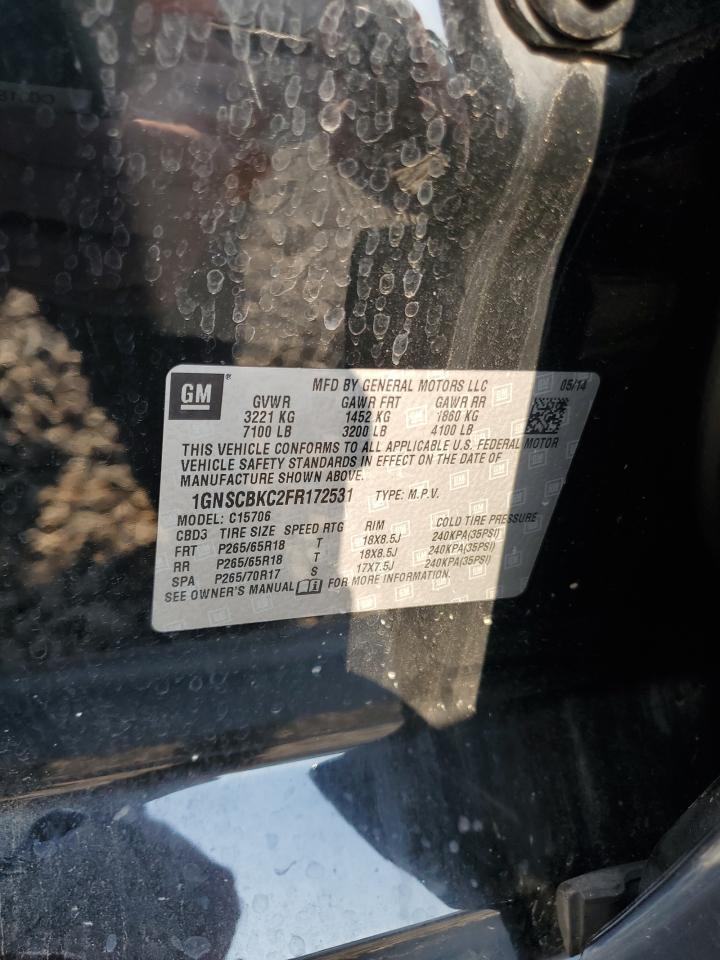 GM® MFD BY GENERAL MOTORS LLC 05/14
GVWR GAWR FRT GAWR RR
3221 KG 1452 KG 1860 KG
7100 LB 3200 LB 4100 LB
THIS VEHICLE CONFORMS TO ALL APPLICABLE U.S. FEDERAL MOTOR
VEHICLE SAFETY STANDARDS IN EFFECT ON THE DATE OF
MANUFACTURE SHOWN ABOVE.
1GNSCBKC2FR172531 TYPE: M.P.V.
MODEL: C15706
CBD3 TIRE SIZE SPEED RTG RIM COLD TIRE PRESSURE
FRT P265/65R18 T 18X8.5J 240KPA(35PSI)
RR P265/65R18 T 18X8.5J 240KPA(35PSI)
SPA P265/70R17 S 17X7.5J 240KPA(35PSI)
SEE OWNER'S MANUAL FOR MORE INFORMATION.